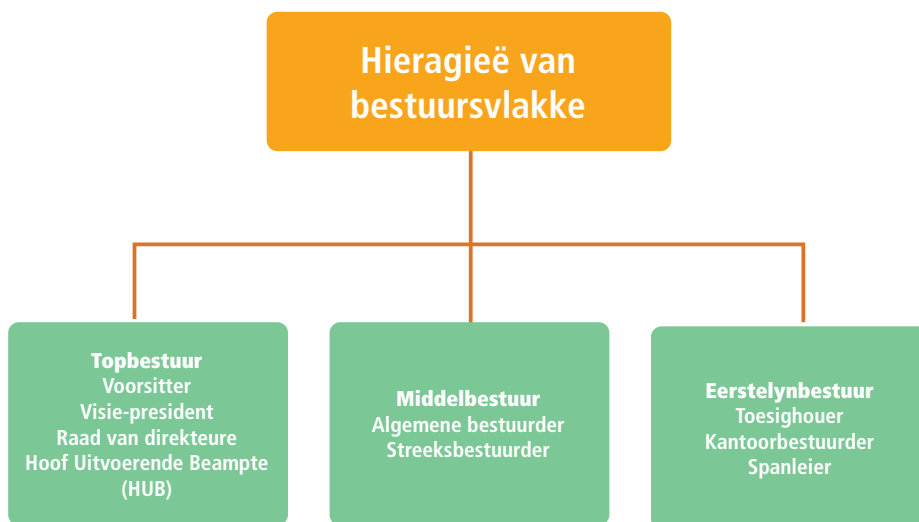 Hieragieë van
bestuursvlakke
Topbestuur
Voorsitter
Visie-president
Raad van direkteure
Hoof Uitvoerende Beampte
(HUB)
Middelbestuur
Algemene bestuurder
Streeksbestuurder
Eerstelynbestuur
Toesighouer
Kantoorbestuurder
Spanleier